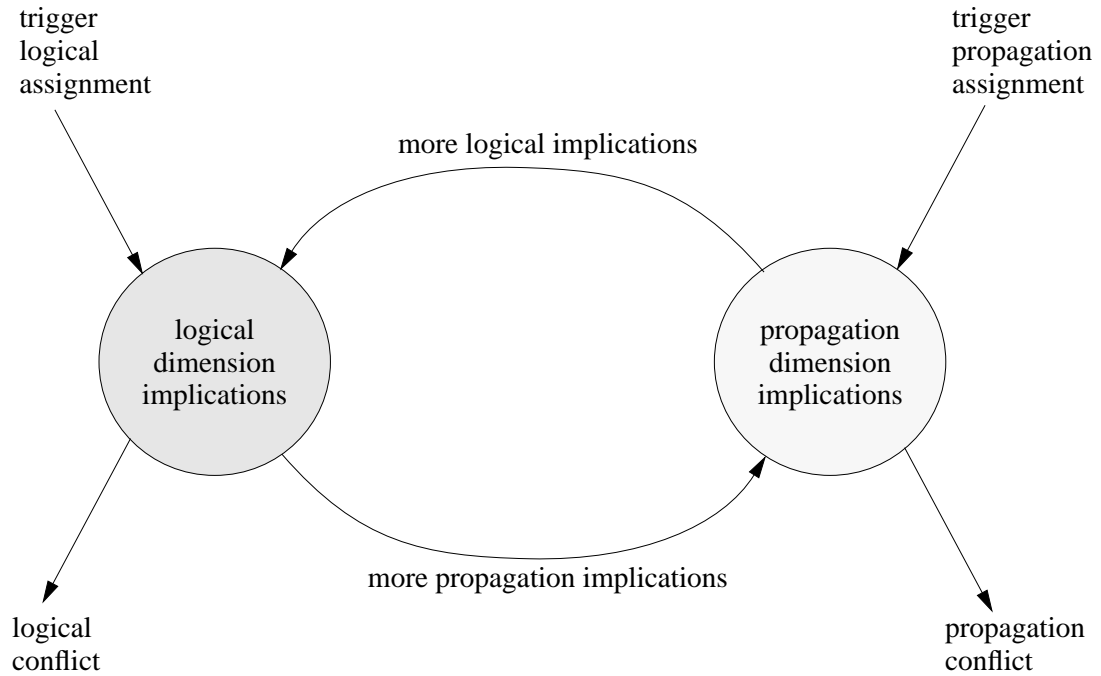 trigger
logical
assignment
trigger
propagation
assignment
more logical implications
logical
dimension
implications
propagation
dimension
implications
more propagation implications
logical
conflict
propagation
conflict